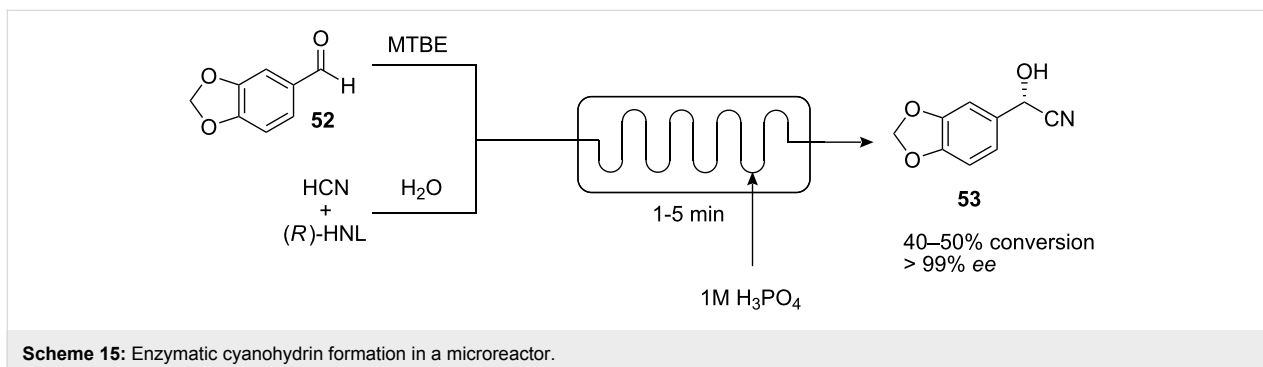 O
MTBE
OH
O
H
O
CN
O
52
O
HCN
H₂O
53
+
1-5 min
(R)-HNL
40–50% conversion
> 99% ee
1M H₃PO₄
Scheme 15: Enzymatic cyanohydrin formation in a microreactor.